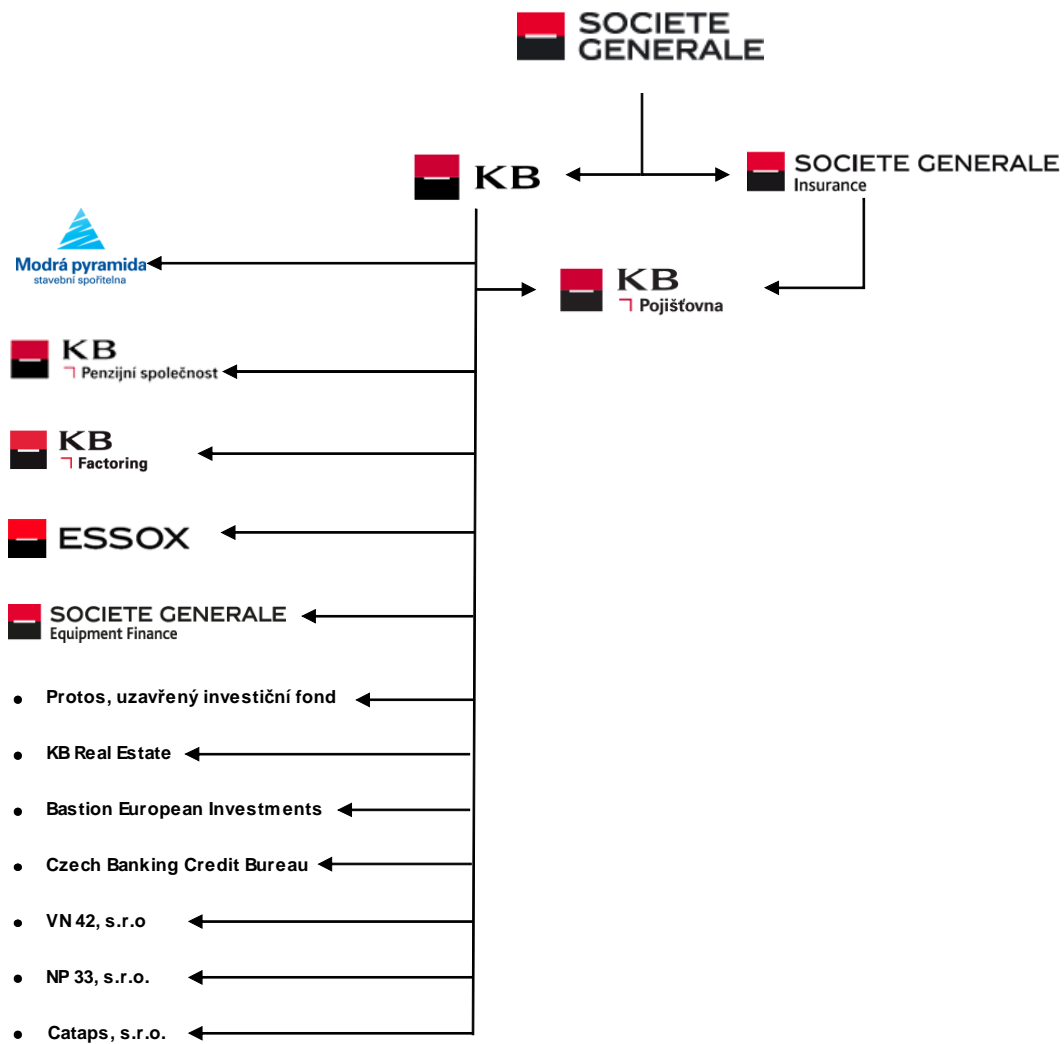 SOCIETE
GENERALE
KB
SOCIETE GENERALE
Insurance
Modrá pyramida
stavební spořitelna
KB
Pojišťovna
KB
Penzijní společnost
KB
Factoring
ESSOX
SOCIETE GENERALE
Equipment Finance
Protos, uzavřený investiční fond
KB Real Estate
Bastion European Investments
Czech Banking Credit Bureau
VN 42, s.r.o
NP 33, s.r.o.
Cataps, s.r.o.